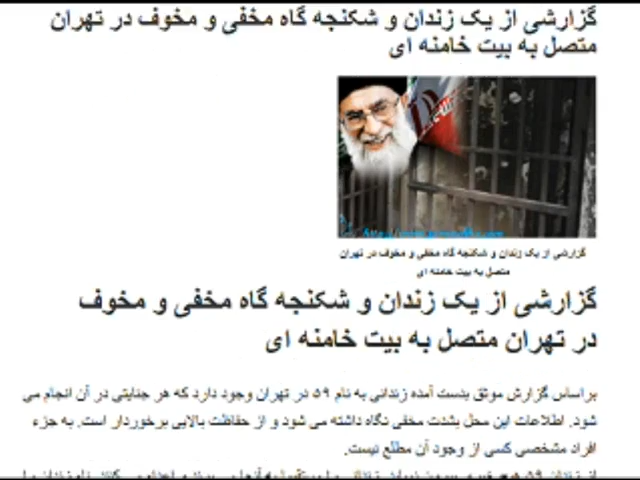 گزارشی از یک زندان و شکنجه گاه مخفی و مخوف در تهران
متصل به بیت خامنه ای
گزارشی از یک زندان و شکنجه گاه مخفی و مخوف در تهران
متصل به بیت خامنه ای
گزارشی از یک زندان و شکنجه گاه مخفی و مخوف
در تهران متصل به بیت خامنه ای
براساس گزارش موثق بدست آمده زندانی به نام ۵۹ در تهران وجود دارد که هر جنایتی در آن انجام می
شود. اطلاعات این محل بشدت مخفی نگاه داشته می شود و از حفاظت بالایی برخوردار است. به جزء
افراد مشخصی کسی از وجود آن مطلع نیست.